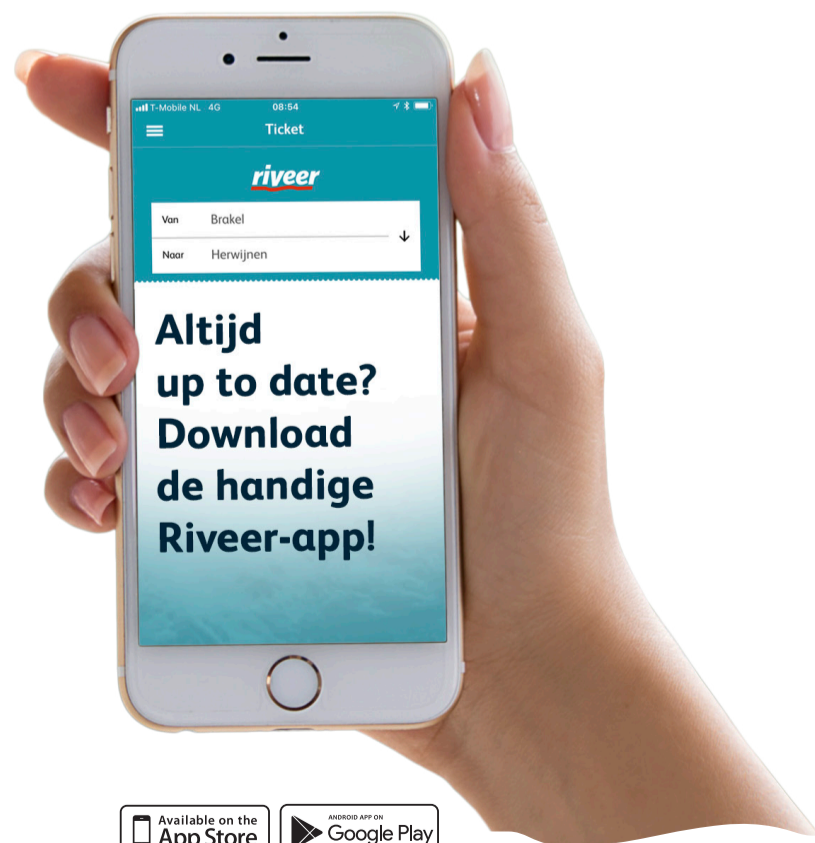 T-Mobile NL 4G 08:54
Ticket
riveer
Van Brakel
Naar Herwijnen
Altijd
up to date?
Download
de handige
Riveer-app!
Available on the
App Store
ANDROID APP ON
Google Play